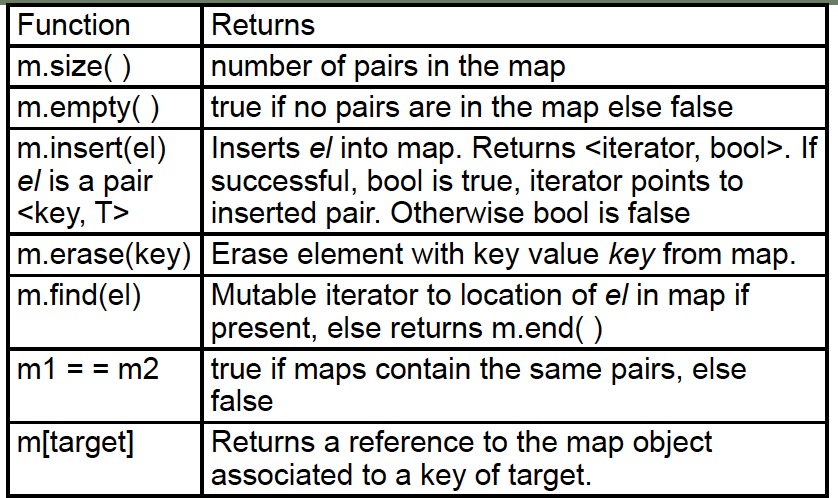 Function Returns
m.size( ) number of pairs in the map
m.empty( ) true if no pairs are in the map else false
m.insert(el) Inserts el into map. Returns <iterator, bool>. If
el is a pair successful, bool is true, iterator points to
<key, T> inserted pair. Otherwise bool is false
m.erase(key) Erase element with key value key from map.
m.find(el) Mutable iterator to location of el in map if
present, else returns m.end( )
m1 = = m2 true if maps contain the same pairs, else
false
m[target] Returns a reference to the map object
associated to a key of target.